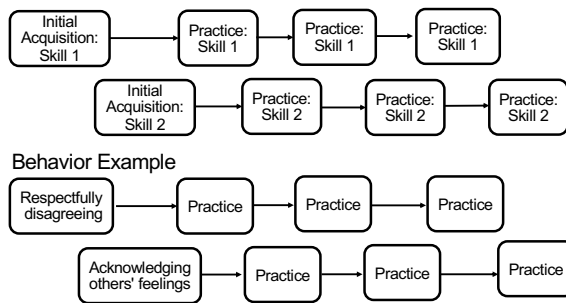 Initial
Acquisition:
Skill 1
Practice:
Skill 1
Practice:
Skill 1
Practice:
Skill 1
Initial
Acquisition:
Skill 2
Practice:
Skill 2
Practice:
Skill 2
Practice:
Skill 2
Behavior Example
Respectfully
disagreeing
Practice
Practice
Practice
Acknowledging
others' feelings
Practice
Practice
Practice